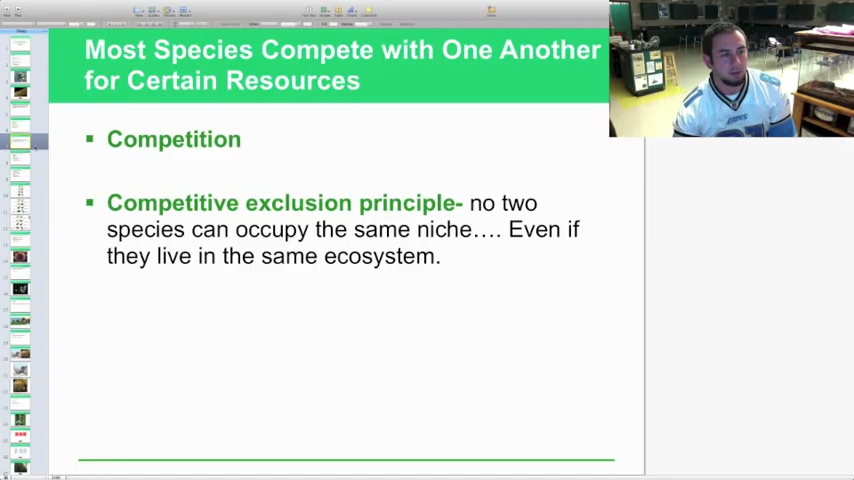 Most Species Compete with One Another
for Certain Resources
▪ Competition
▪ Competitive exclusion principle- no two
species can occupy the same niche…. Even if
they live in the same ecosystem.
LIONS